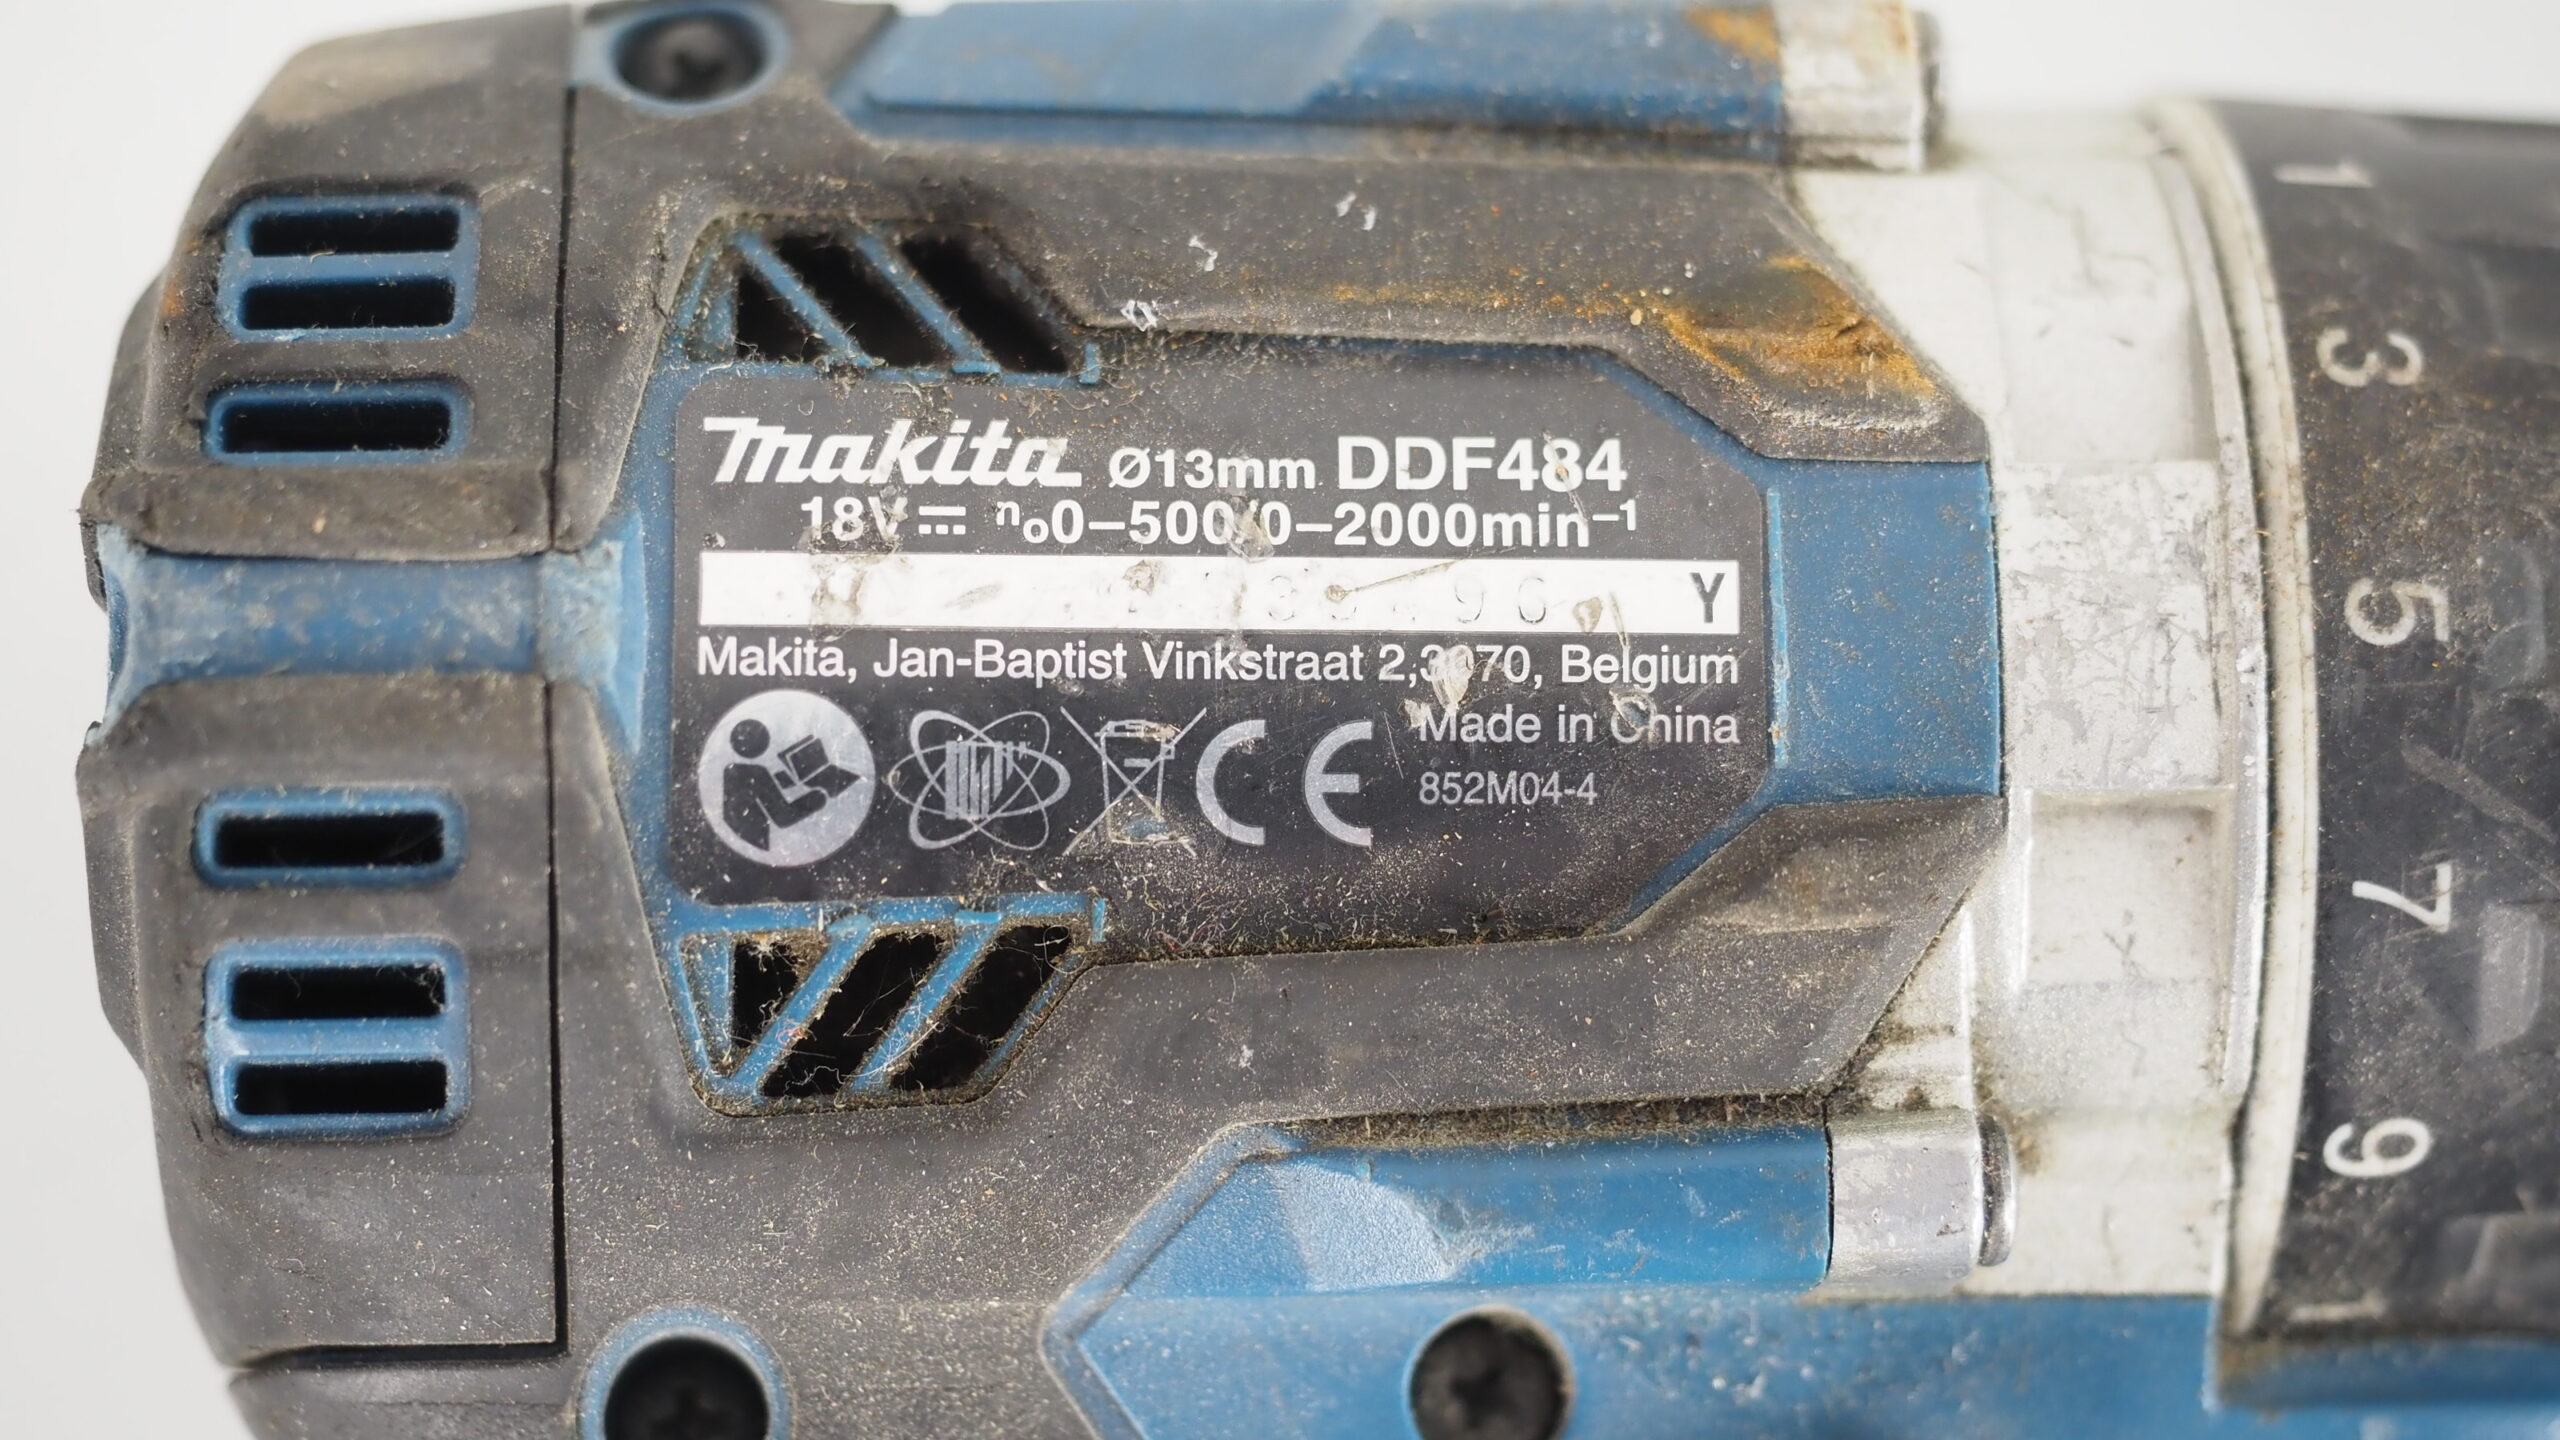 Makita Ø13mm DDF484
18V ⎓ n₀0–500/0–2000min⁻¹
Y
Makita, Jan-Baptist Vinkstraat 2,3070, Belgium
Made in China
CE
852M04-4
1
3
5
7
9
1